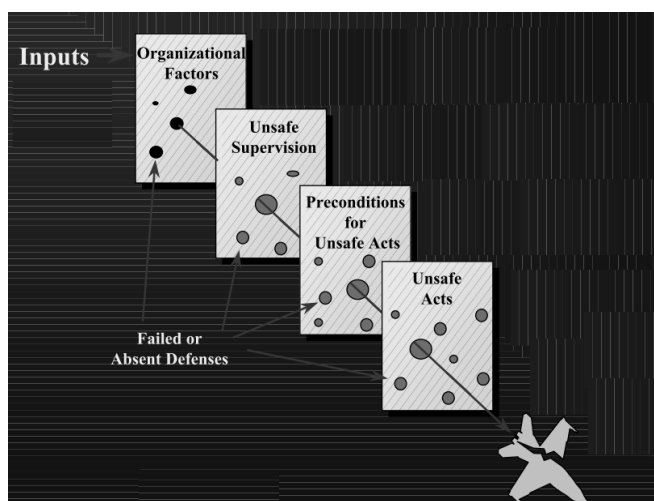 Inputs
Organizational
Factors
Unsafe
Supervision
Preconditions
for
Unsafe Acts
Unsafe
Acts
Failed or
Absent Defenses